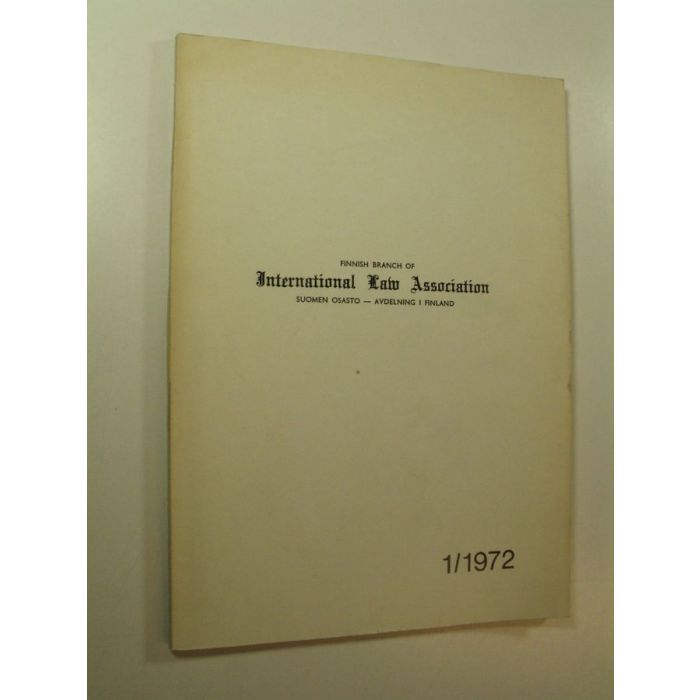 FINNISH BRANCH OF
International Law Association
SUOMEN OSASTO — AVDELNING I FINLAND
1/1972